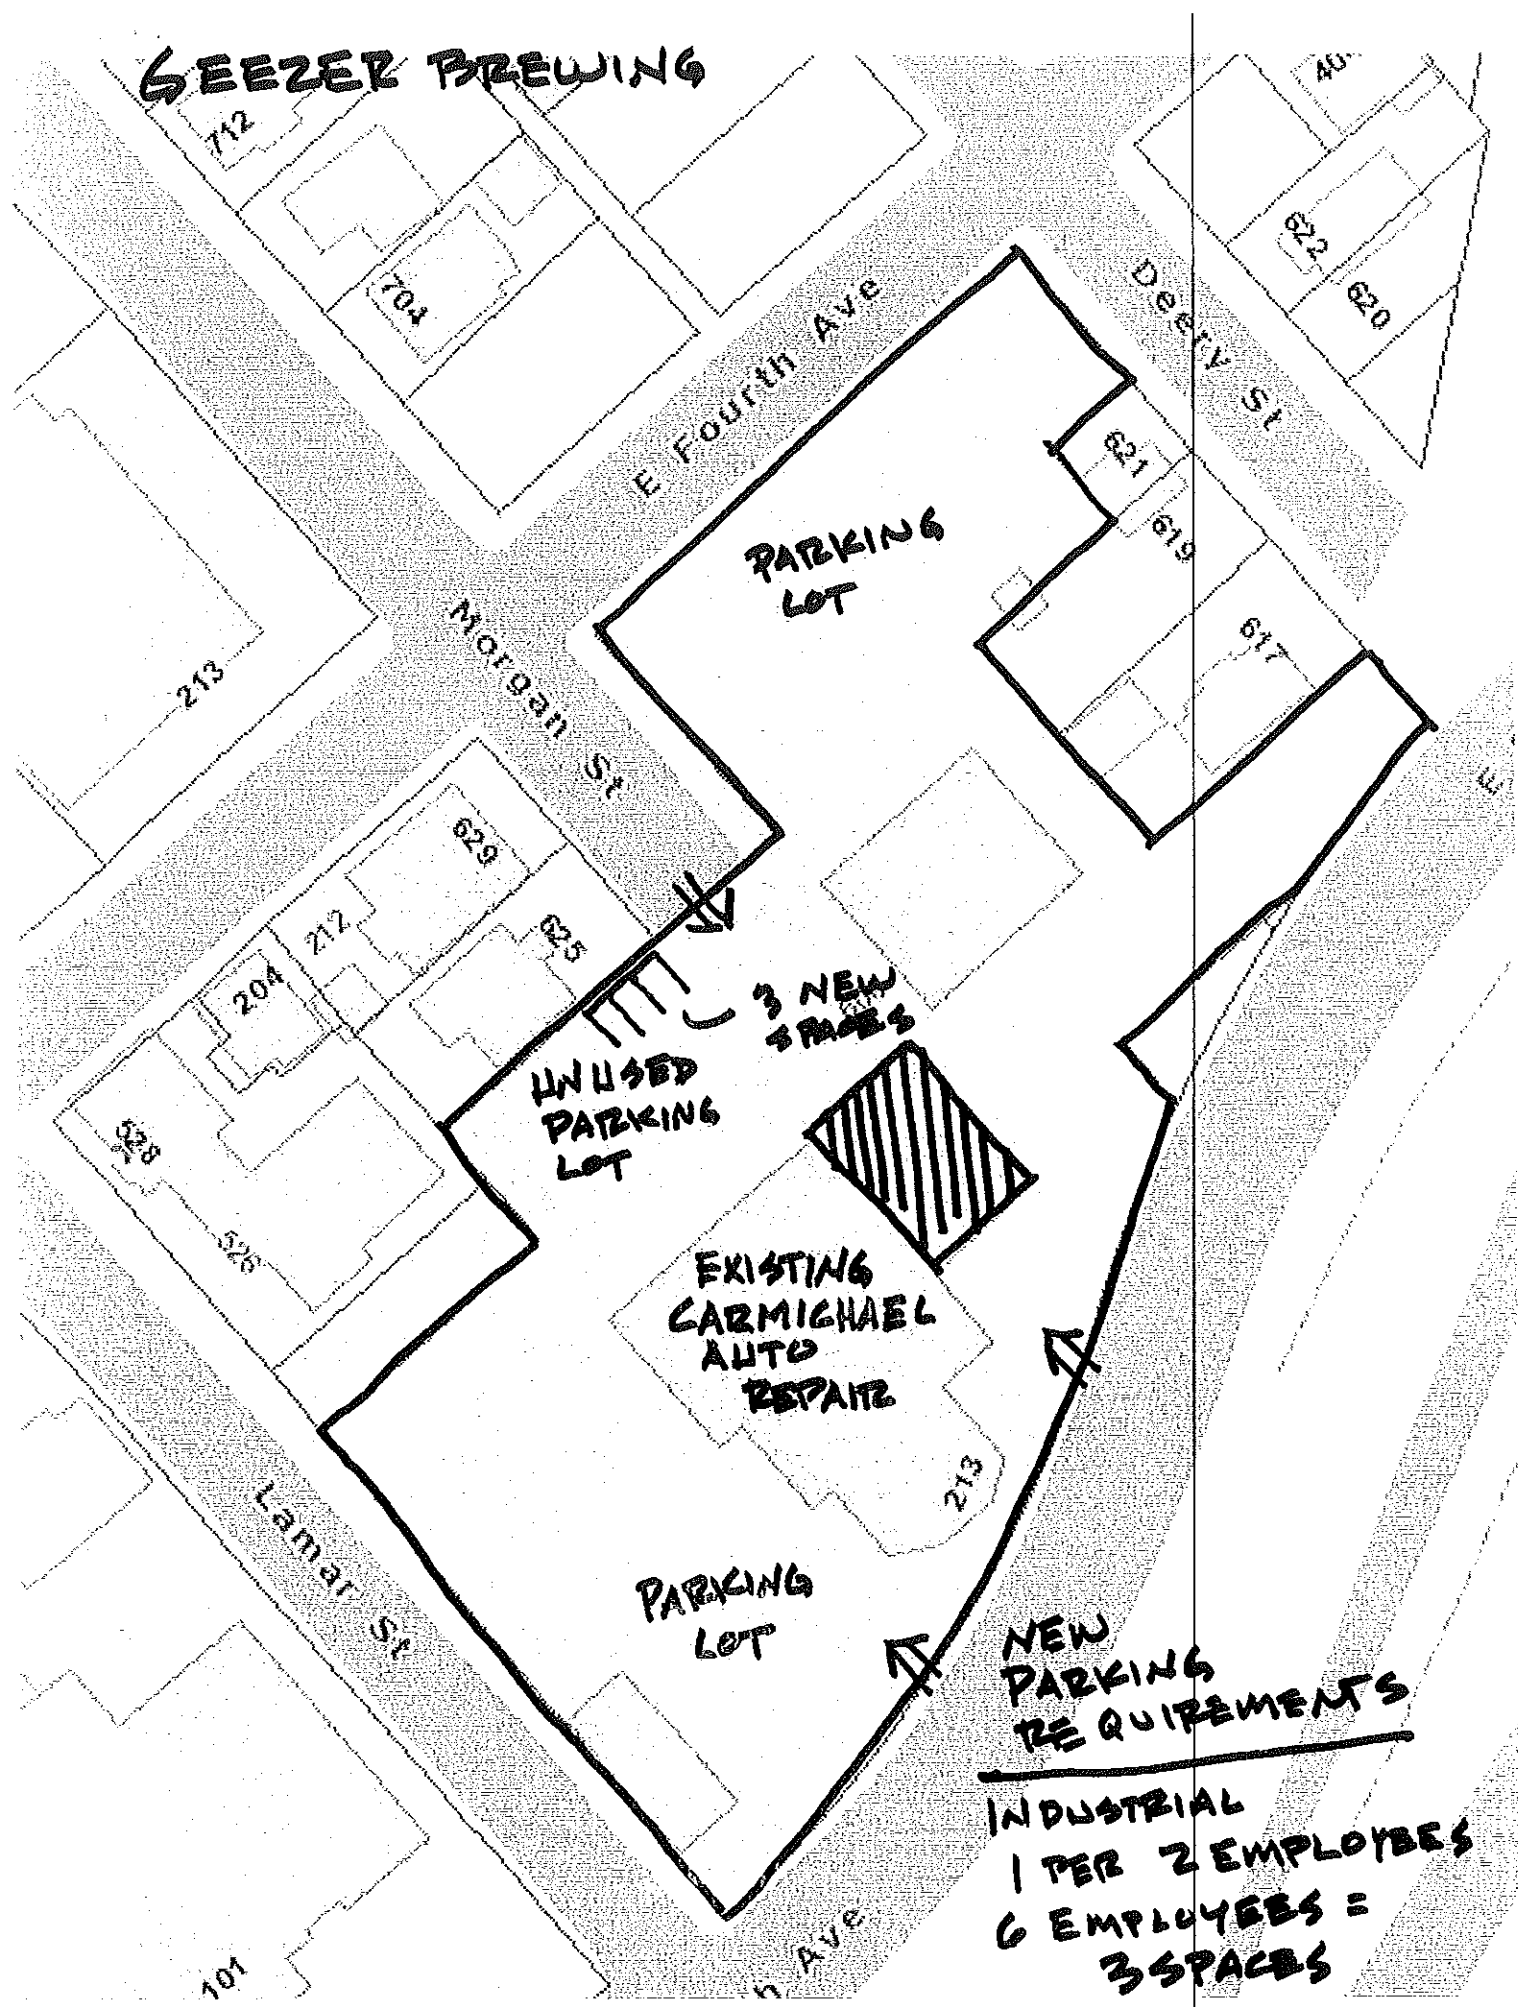 GEEZER BREWING
712
400
704
622
620
E Fourth Ave
Deery St
621
619
617
PARKING
LOT
213
Morgan St
E
629
212
625
204
3 NEW
SPACES
UNUSED
PARKING
LOT
528
526
EXISTING
CARMICHAEL
AUTO
REPAIR
213
Lamar St
PARKING
LOT
NEW
PARKING
REQUIREMENTS
INDUSTRIAL
1 PER 2 EMPLOYEES
6 EMPLOYEES =
3 SPACES
Ave
101